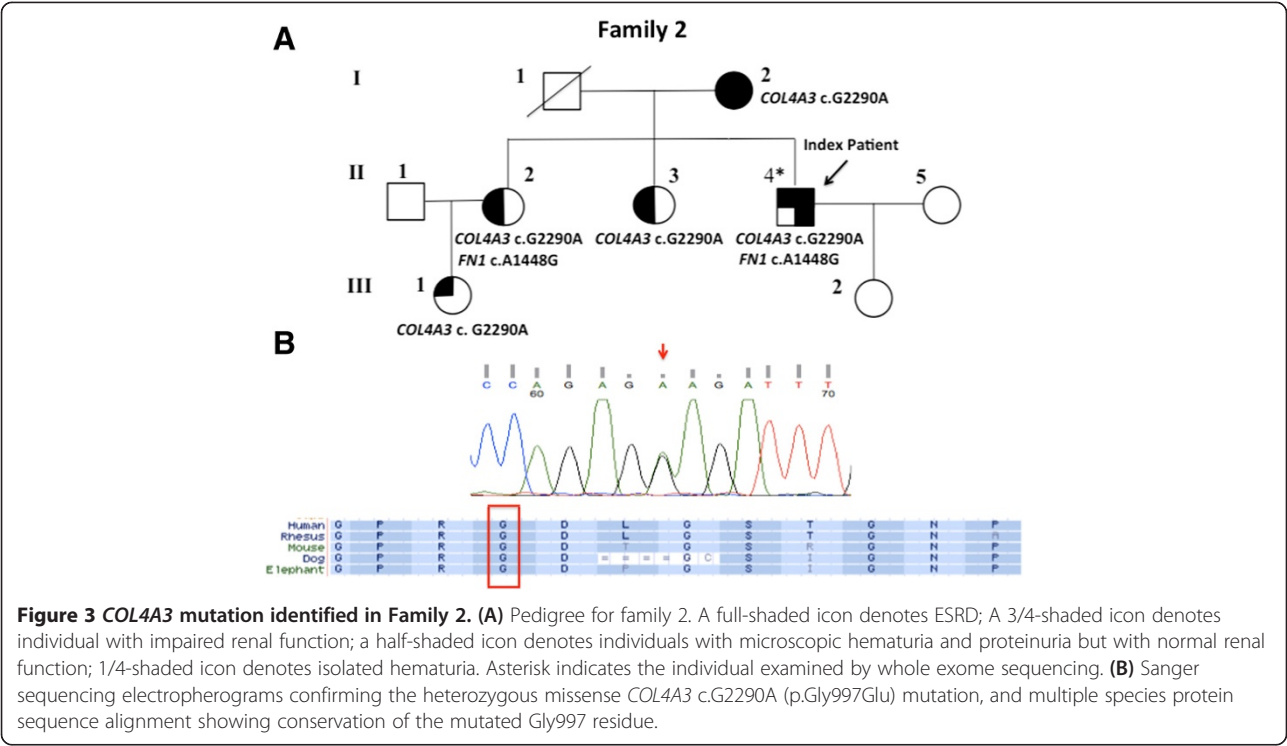 A
Family 2
I
1
2
COL4A3 c.G2290A
Index Patient
II
1
2
3
4*
5
COL4A3 c.G2290A
FN1 c.A1448G
COL4A3 c.G2290A
COL4A3 c.G2290A
FN1 c.A1448G
III
1
2
COL4A3 c. G2290A
B
C C A G A G A A G A T T T
60 70
Human G P R G D L G S T G N P
Rhesus G P R G D L G S T G N A
Mouse G P R G D T G S R G N P
Dog G P R G D = = = = G C S I G N P
Elephant G P R G D P G S I G N P
Figure 3 COL4A3 mutation identified in Family 2. (A) Pedigree for family 2. A full-shaded icon denotes ESRD; A 3/4-shaded icon denotes
individual with impaired renal function; a half-shaded icon denotes individuals with microscopic hematuria and proteinuria but with normal renal
function; 1/4-shaded icon denotes isolated hematuria. Asterisk indicates the individual examined by whole exome sequencing. (B) Sanger
sequencing electropherograms confirming the heterozygous missense COL4A3 c.G2290A (p.Gly997Glu) mutation, and multiple species protein
sequence alignment showing conservation of the mutated Gly997 residue.